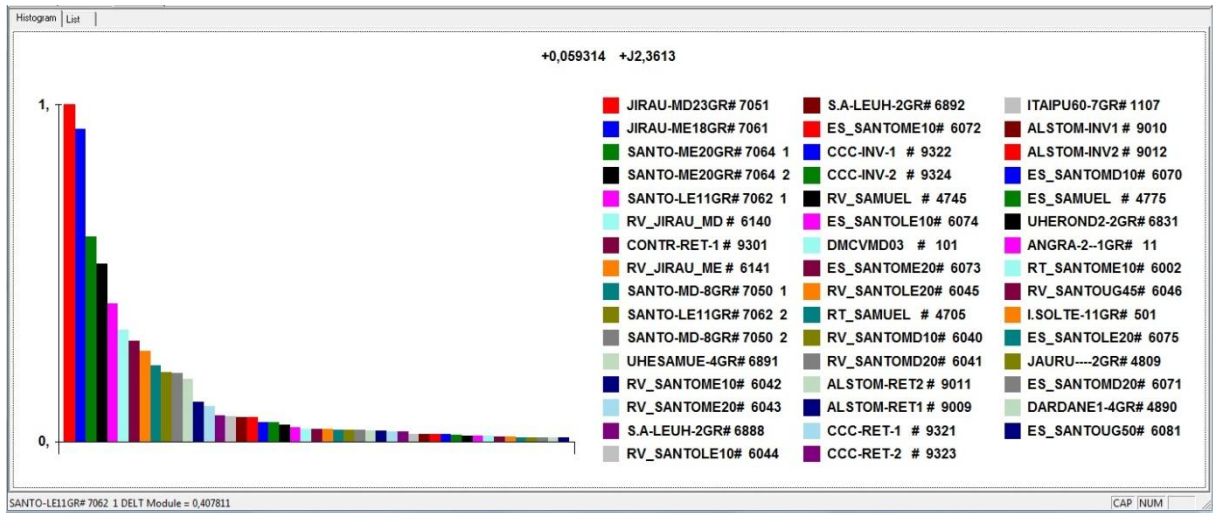 Histogram List
+0,059314 +J2,3613
1,
0,
JIRAU-MD23GR# 7051
JIRAU-ME18GR# 7061
SANTO-ME20GR# 7064 1
SANTO-ME20GR# 7064 2
SANTO-LE11GR# 7062 1
RV_JIRAU_MD # 6140
CONTR-RET-1 # 9301
RV_JIRAU_ME # 6141
SANTO-MD-8GR# 7050 1
SANTO-LE11GR# 7062 2
SANTO-MD-8GR# 7050 2
UHESAMUE-4GR# 6891
RV_SANTOME10# 6042
RV_SANTOME20# 6043
S.A-LEUH-2GR# 6888
RV_SANTOLE10# 6044
S.A-LEUH-2GR# 6892
ES_SANTOME10# 6072
CCC-INV-1 # 9322
CCC-INV-2 # 9324
RV_SAMUEL # 4745
ES_SANTOLE10# 6074
DMCVMD03 # 101
ES_SANTOME20# 6073
RV_SANTOLE20# 6045
RT_SAMUEL # 4705
RV_SANTOMD10# 6040
RV_SANTOMD20# 6041
ALSTOM-RET2 # 9011
ALSTOM-RET1 # 9009
CCC-RET-1 # 9321
CCC-RET-2 # 9323
ITAIPU60-7GR# 1107
ALSTOM-INV1 # 9010
ALSTOM-INV2 # 9012
ES_SANTOMD10# 6070
ES_SAMUEL # 4775
UHEROND2-2GR# 6831
ANGRA-2--1GR# 11
RT_SANTOME10# 6002
RV_SANTOUG45# 6046
I.SOLTE-11GR# 501
ES_SANTOLE20# 6075
JAURU----2GR# 4809
ES_SANTOMD20# 6071
DARDANE1-4GR# 4890
ES_SANTOUG50# 6081
SANTO-LE11GR# 7062 1 DELT Module = 0,407811
CAP NUM